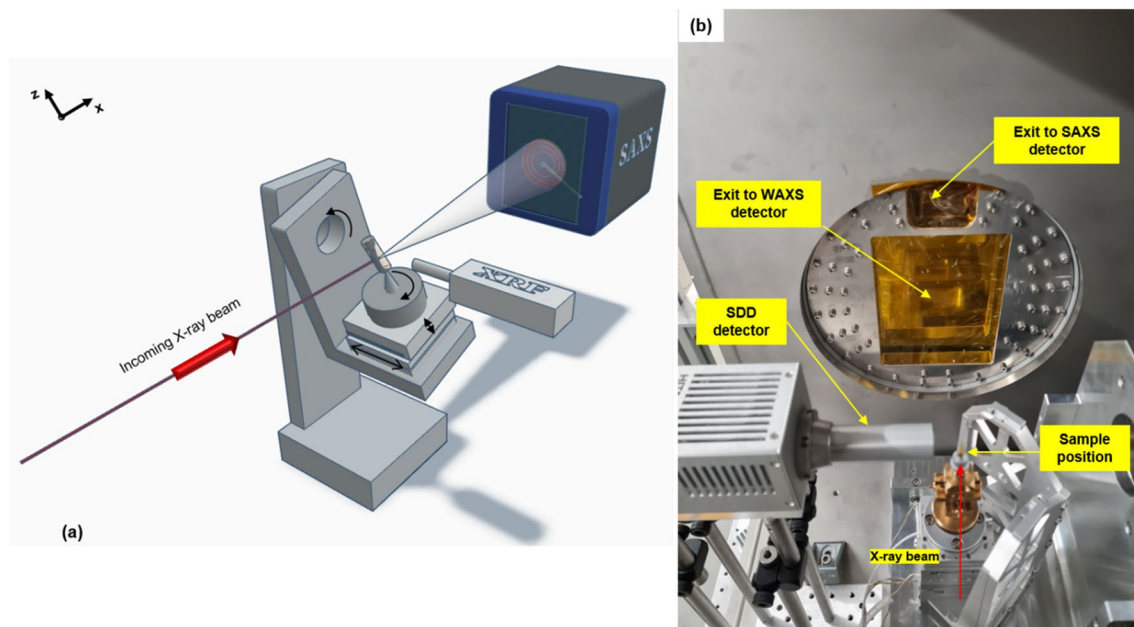 (b)
z
x
SAXS
Exit to SAXS
detector
Exit to WAXS
detector
XRF
SDD
detector
Incoming X-ray beam
Sample
position
(a)
X-ray beam